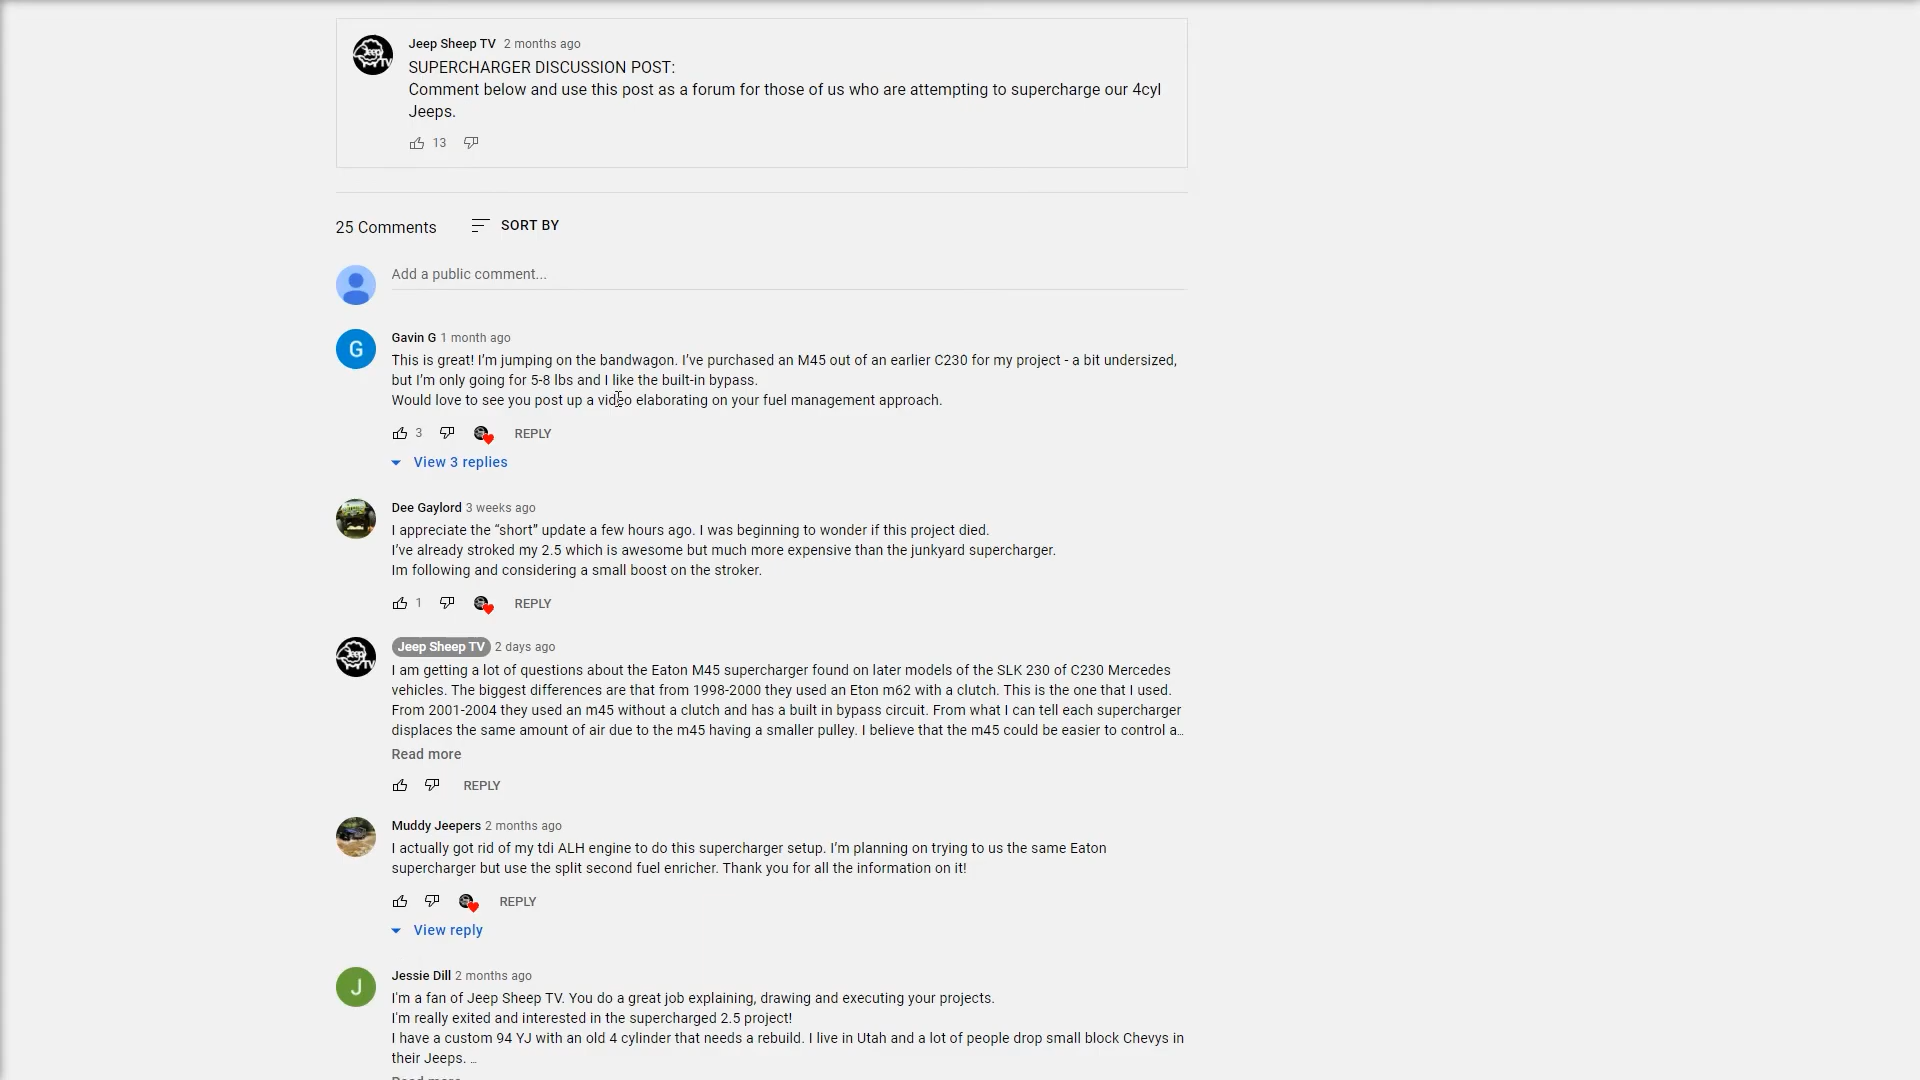 Jeep Sheep TV 2 months ago
SUPERCHARGER DISCUSSION POST:
Comment below and use this post as a forum for those of us who are attempting to supercharge our 4cyl
Jeeps.
13
25 Comments SORT BY
Add a public comment...
G
Gavin G 1 month ago
This is great! I'm jumping on the bandwagon. I've purchased an M45 out of an earlier C230 for my project - a bit undersized,
but I'm only going for 5-8 lbs and I like the built-in bypass.
Would love to see you post up a video elaborating on your fuel management approach.
3 REPLY
View 3 replies
Dee Gaylord 3 weeks ago
I appreciate the “short” update a few hours ago. I was beginning to wonder if this project died.
I've already stroked my 2.5 which is awesome but much more expensive than the junkyard supercharger.
Im following and considering a small boost on the stroker.
1 REPLY
Jeep Sheep TV 2 days ago
I am getting a lot of questions about the Eaton M45 supercharger found on later models of the SLK 230 of C230 Mercedes
vehicles. The biggest differences are that from 1998-2000 they used an Eton m62 with a clutch. This is the one that I used.
From 2001-2004 they used an m45 without a clutch and has a built in bypass circuit. From what I can tell each supercharger
displaces the same amount of air due to the m45 having a smaller pulley. I believe that the m45 could be easier to control a…
Read more
REPLY
Muddy Jeepers 2 months ago
I actually got rid of my tdi ALH engine to do this supercharger setup. I'm planning on trying to us the same Eaton
supercharger but use the split second fuel enricher. Thank you for all the information on it!
REPLY
View reply
J
Jessie Dill 2 months ago
I'm a fan of Jeep Sheep TV. You do a great job explaining, drawing and executing your projects.
I'm really exited and interested in the supercharged 2.5 project!
I have a custom 94 YJ with an old 4 cylinder that needs a rebuild. I live in Utah and a lot of people drop small block Chevys in
their Jeeps. …
Read more